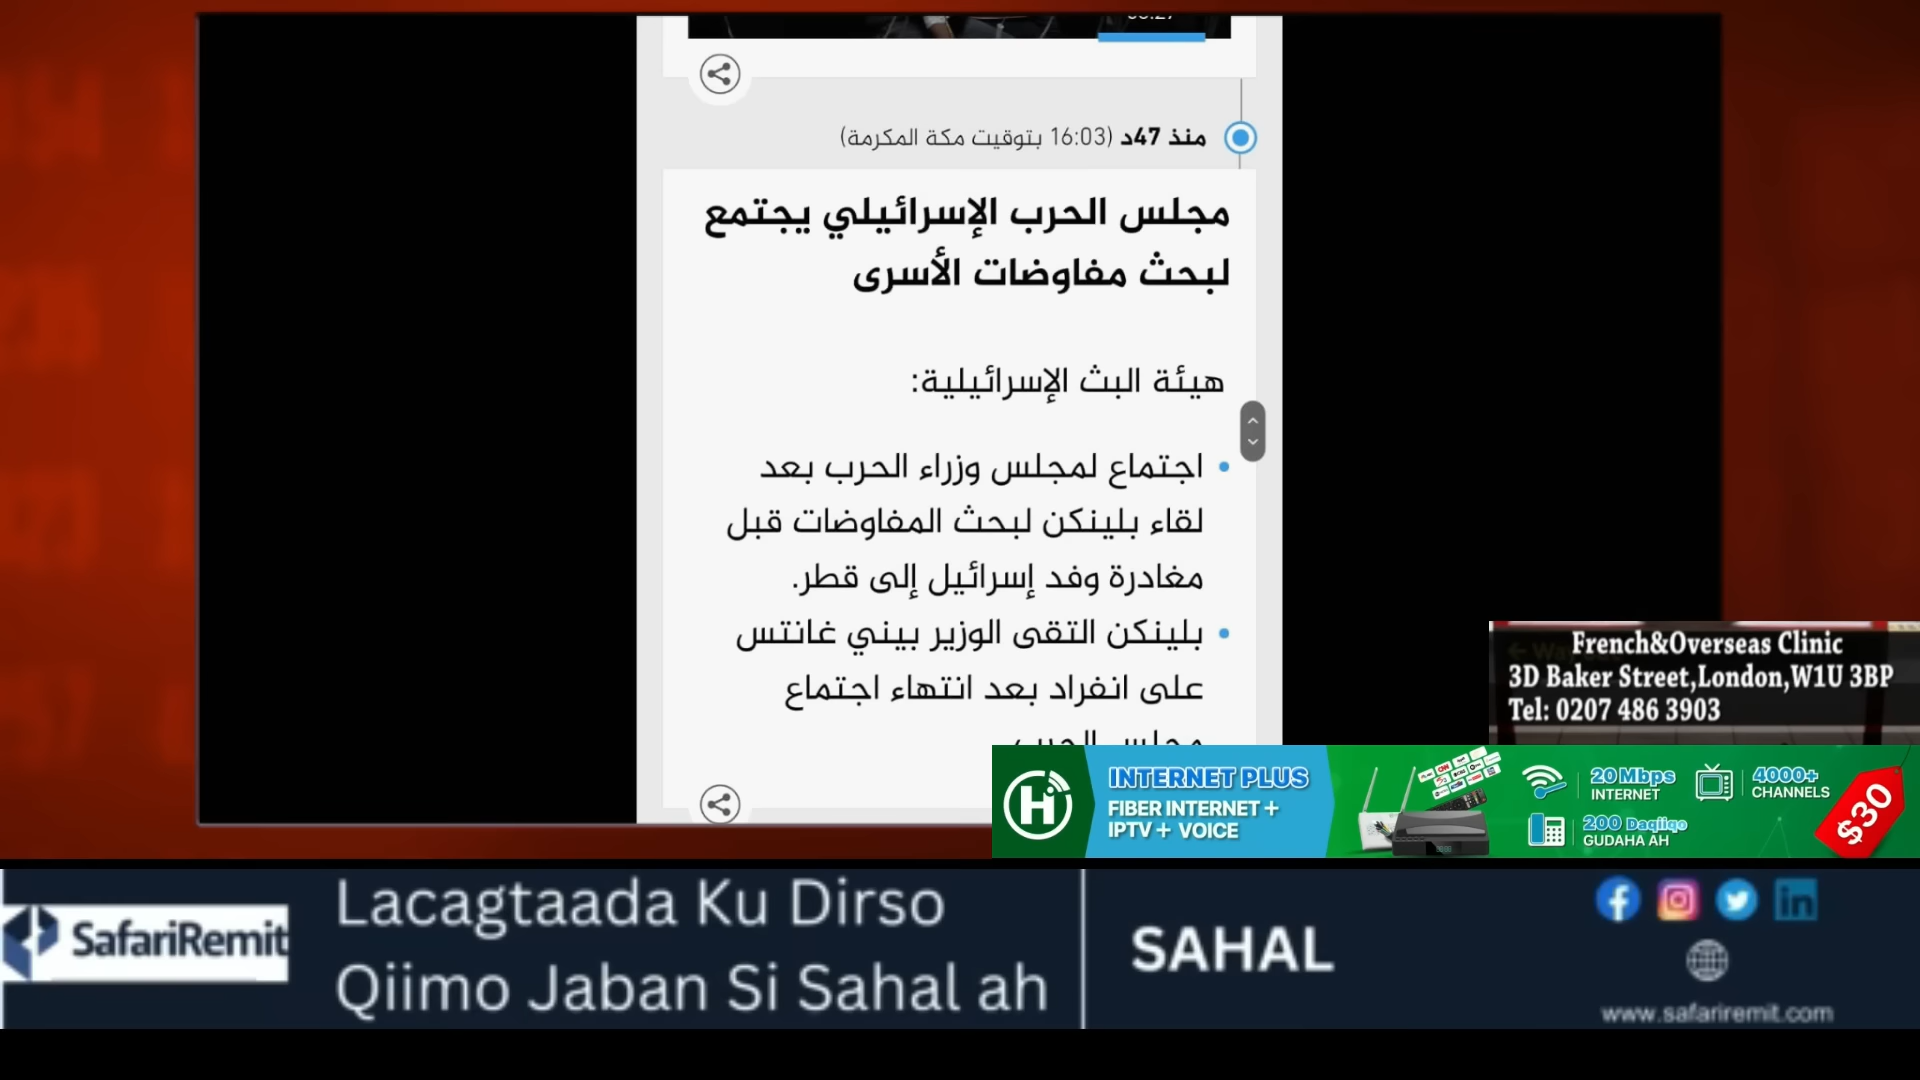 منذ 47د (16:03 بتوقيت مكة المكرمة)
مجلس الحرب الإسرائيلي يجتمع
لبحث مفاوضات الأسرى
هيئة البث الإسرائيلية:
• اجتماع لمجلس وزراء الحرب بعد
لقاء بلينكن لبحث المفاوضات قبل
مغادرة وفد إسرائيل إلى قطر.
• بلينكن التقى الوزير بيني غانتس
على انفراد بعد انتهاء اجتماع
French&Overseas Clinic
3D Baker Street,London,W1U 3BP
Tel: 0207 486 3903
INTERNET PLUS
FIBER INTERNET +
IPTV + VOICE
20 Mbps
INTERNET
4000+
CHANNELS
200 Daqiiqo
GUDAHA AH
$30
SafariRemit
Lacagtaada Ku Dirso
Qiimo Jaban Si Sahal ah
SAHAL
www.safariremit.com